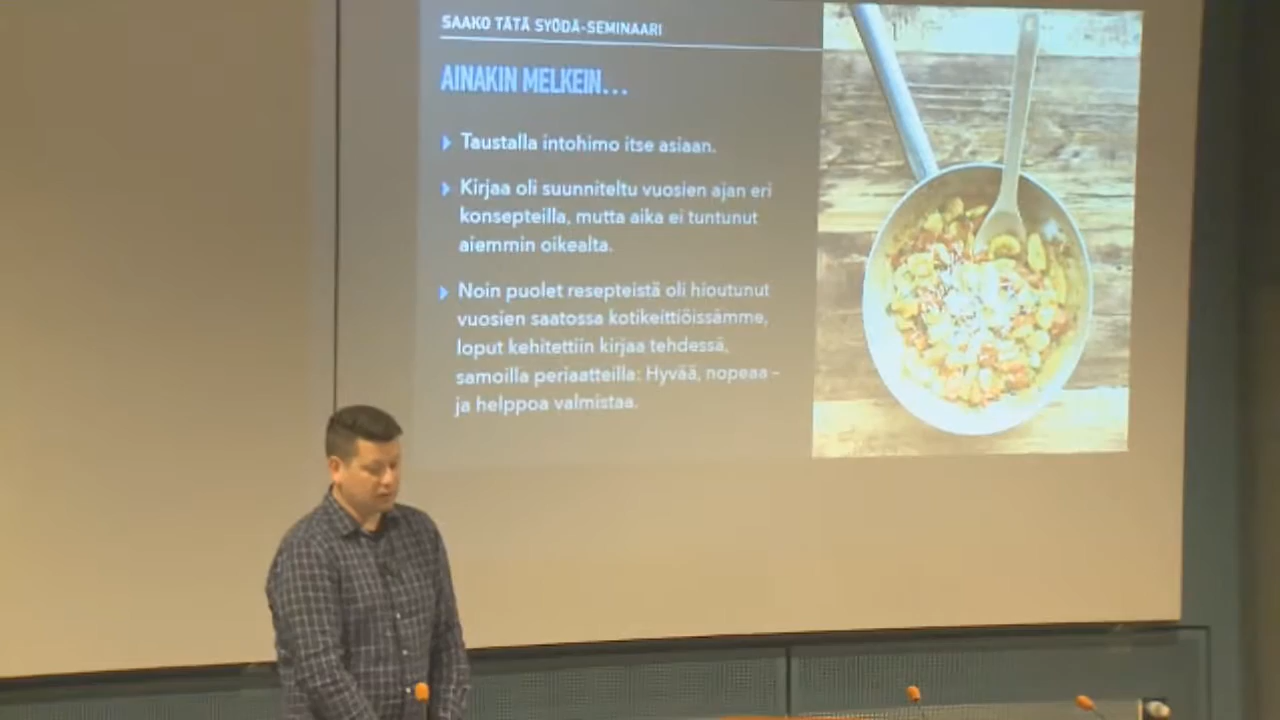 SAAKO TÄTÄ SYÖDÄ-SEMINAARI
AINAKIN MELKEIN...
Taustalla intohimo itse asiaan.
Kirjaa oli suunniteltu vuosien ajan eri
konsepteilla, mutta aika ei tuntunut
aiemmin oikealta.
Noin puolet resepteistä oli hioutunut
vuosien saatossa kotikeittiöissämme,
loput kehitettiin kirjaa tehdessä,
samoilla periaatteilla: Hyvää, nopeaa –
ja helppoa valmistaa.